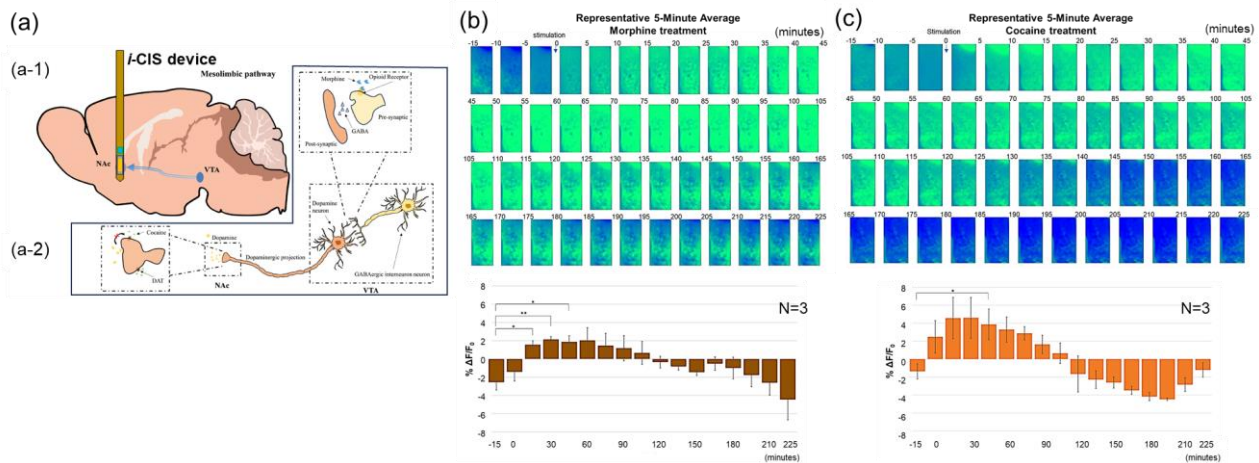 (a)
(a-1)
i-CIS device
Mesolimbic pathway
NAc
VTA
Morphine
Opioid Receptor
GABA
Pre-synaptic
Post-synaptic
(a-2)
Cocaine
DAT
Dopamine
NAc
Dopaminergic projection
Dopamine
neuron
GABAergic interneuron neuron
VTA
(b)
Representative 5-Minute Average
Morphine treatment
(minutes)
stimulation
-15 -10 -5 0 5 10 15 20 25 30 35 40 45
45 50 55 60 65 70 75 80 85 90 95 100 105
105 110 115 120 125 130 135 140 145 150 155 160 165
165 170 175 180 185 190 195 200 205 210 215 220 225
N=3
% ΔF/F₀
8
6
4
2
0
-2
-4
-6
-8
*
**
*
-15 0 30 60 90 120 150 180 210 225
(minutes)
(c)
Representative 5-Minute Average
Cocaine treatment
(minutes)
Stimulation
-15 -10 -5 0 5 10 15 20 25 30 35 40 45
45 50 55 60 65 70 75 80 85 90 95 100 105
105 110 115 120 125 130 135 140 145 150 155 160 165
165 170 175 180 185 190 195 200 205 210 215 220 225
N=3
% ΔF/F₀
8
6
4
2
0
-2
-4
-6
-8
*
-15 0 30 60 90 120 150 180 210 225
(minutes)